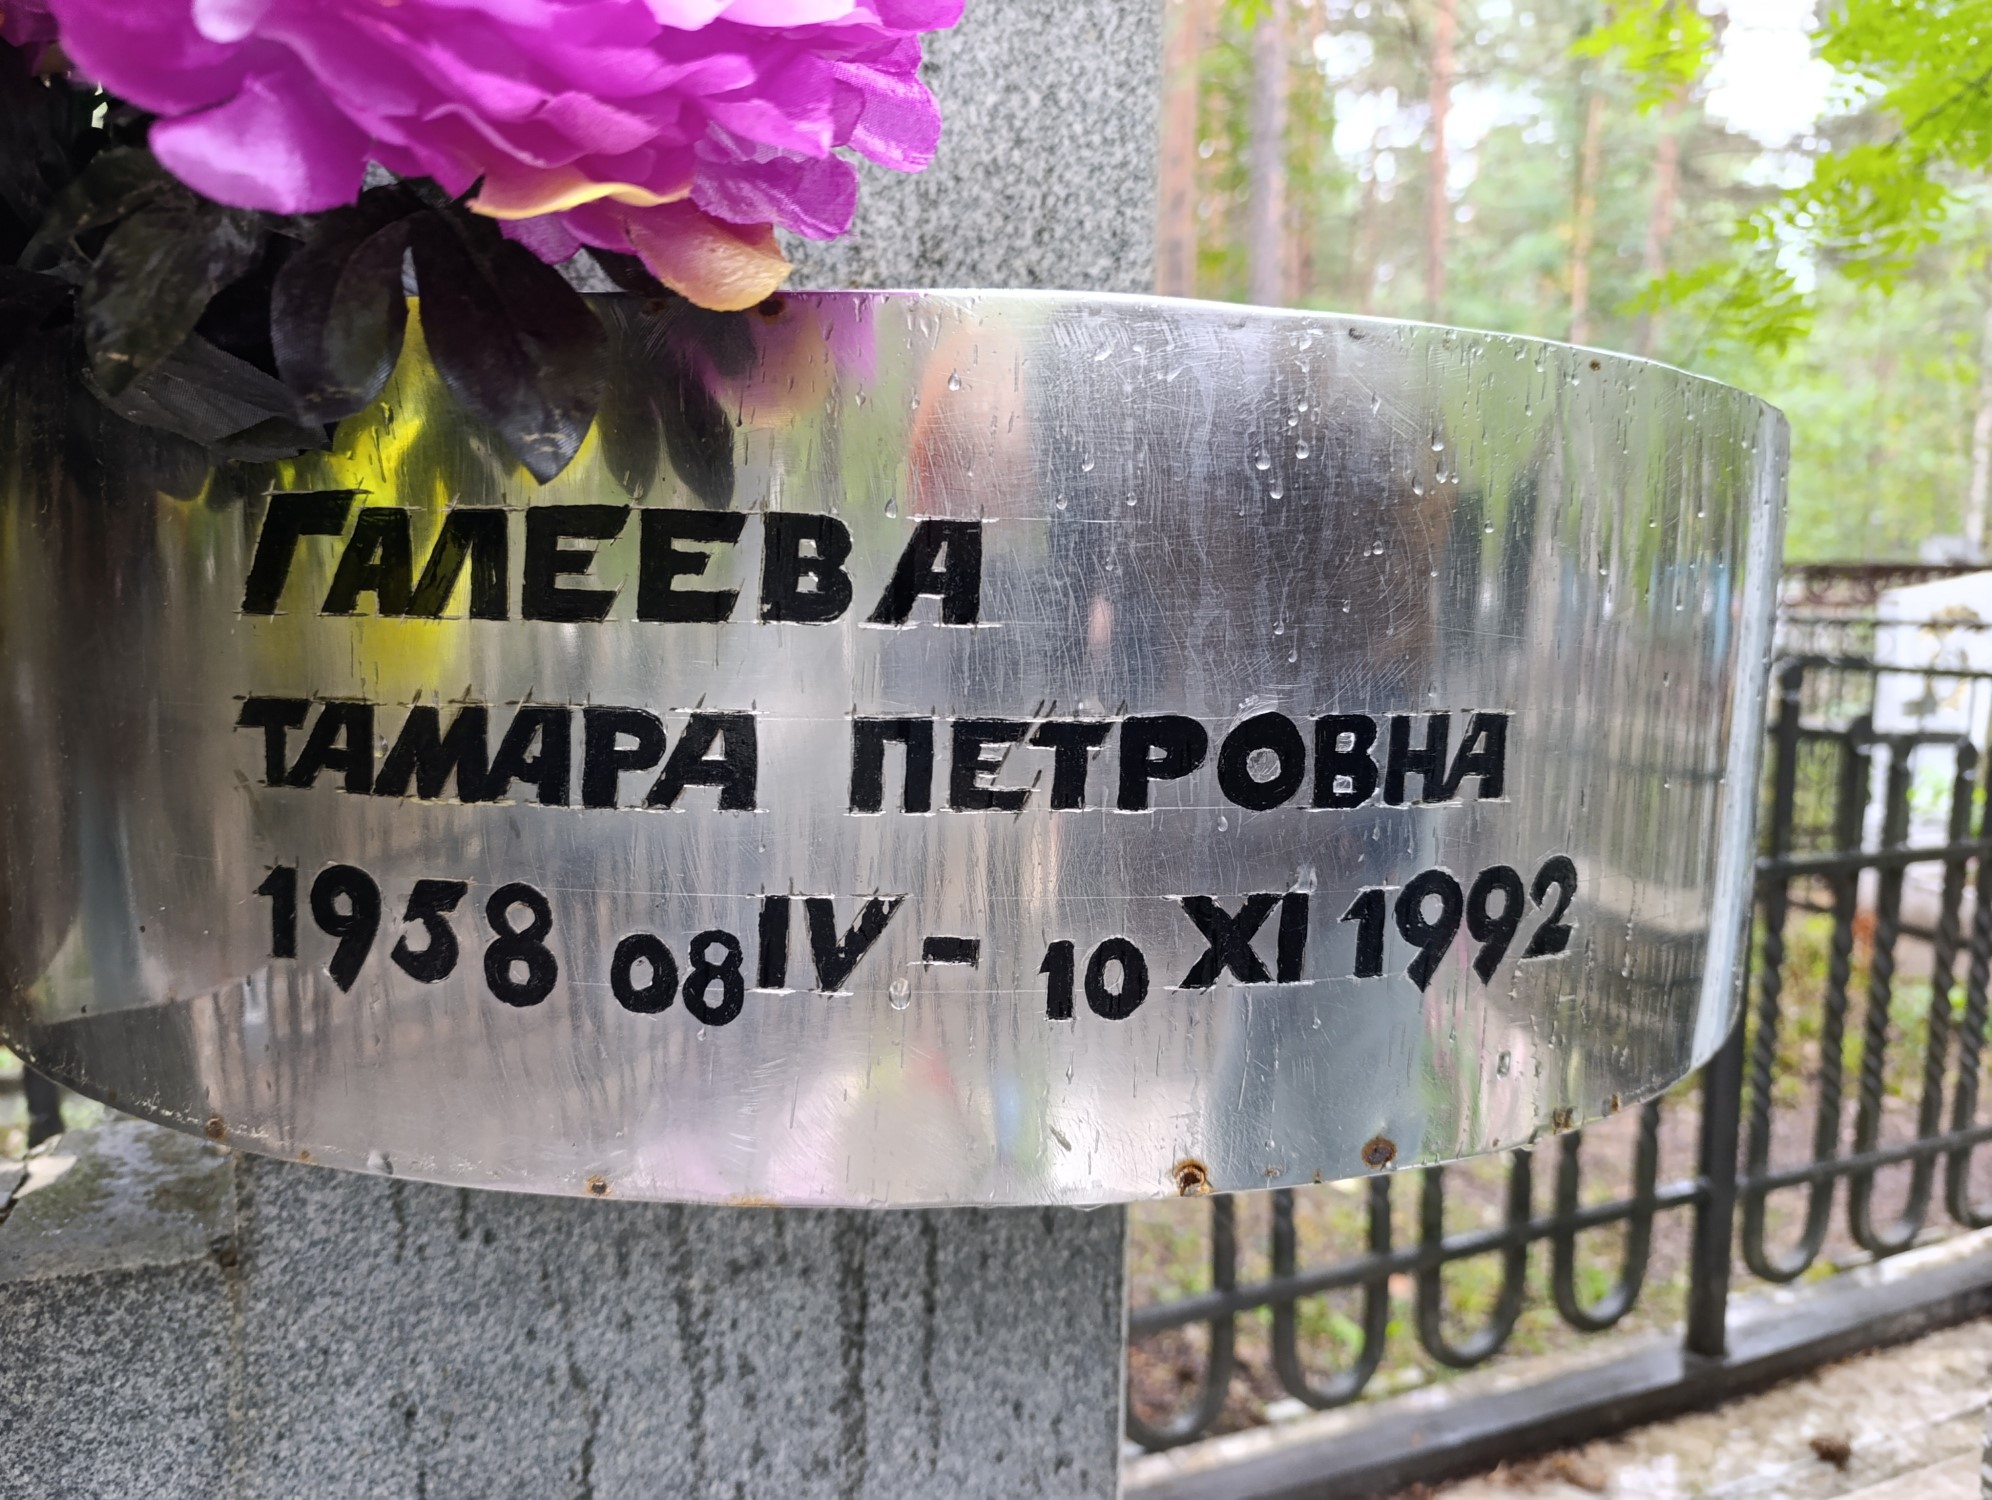 ГАЛЕЕВА
ТАМАРА ПЕТРОВНА
1958 08 IV - 10 XI 1992